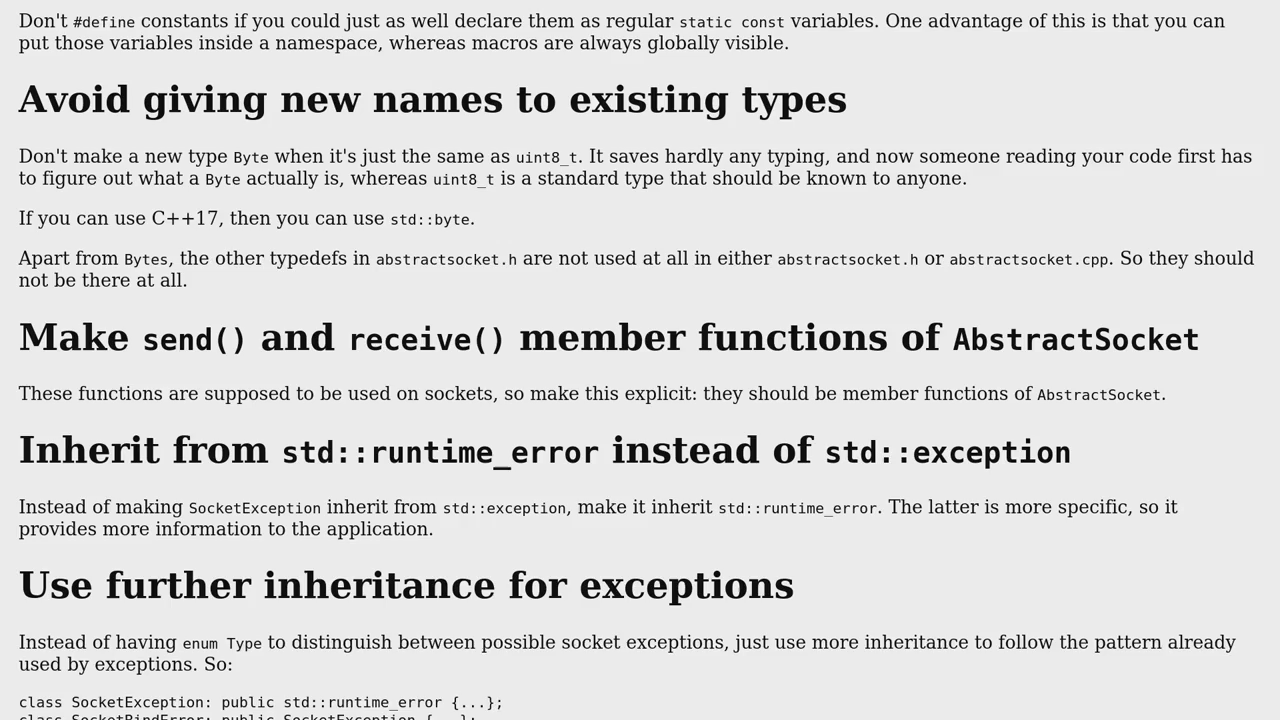 Don't #define constants if you could just as well declare them as regular static const variables. One advantage of this is that you can
put those variables inside a namespace, whereas macros are always globally visible.
Avoid giving new names to existing types
Don't make a new type Byte when it's just the same as uint8_t. It saves hardly any typing, and now someone reading your code first has
to figure out what a Byte actually is, whereas uint8_t is a standard type that should be known to anyone.
If you can use C++17, then you can use std::byte.
Apart from Bytes, the other typedefs in abstractsocket.h are not used at all in either abstractsocket.h or abstractsocket.cpp. So they should
not be there at all.
Make send() and receive() member functions of AbstractSocket
These functions are supposed to be used on sockets, so make this explicit: they should be member functions of AbstractSocket.
Inherit from std::runtime_error instead of std::exception
Instead of making SocketException inherit from std::exception, make it inherit std::runtime_error. The latter is more specific, so it
provides more information to the application.
Use further inheritance for exceptions
Instead of having enum Type to distinguish between possible socket exceptions, just use more inheritance to follow the pattern already
used by exceptions. So:
class SocketException: public std::runtime_error {...};
class SocketBindError: public SocketException {...};